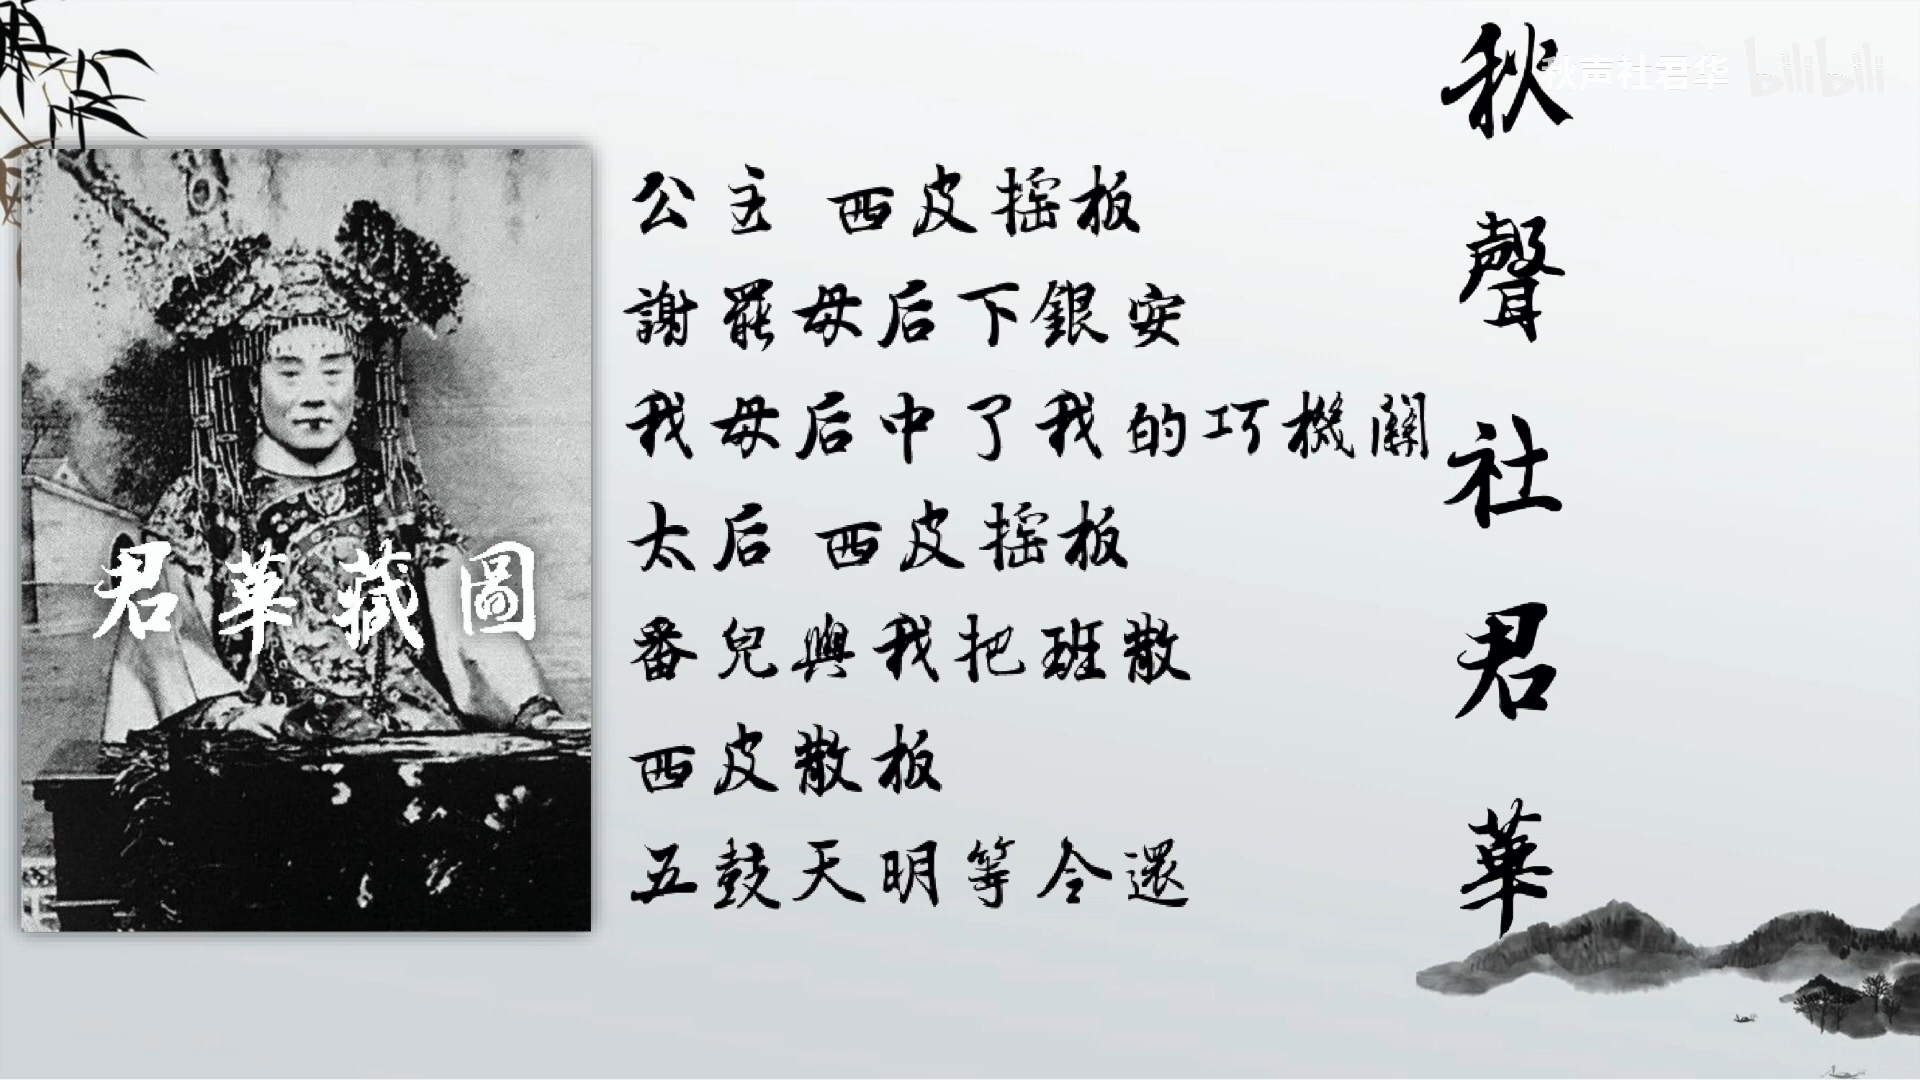 公主 西皮摇板
謝罷母后下銀安
我母后中了我的巧機關
太后 西皮摇板
番兒與我把班散
西皮散板
五鼓天明等令還
君華藏圖
秋聲社君華
秋声社君华 bilibili